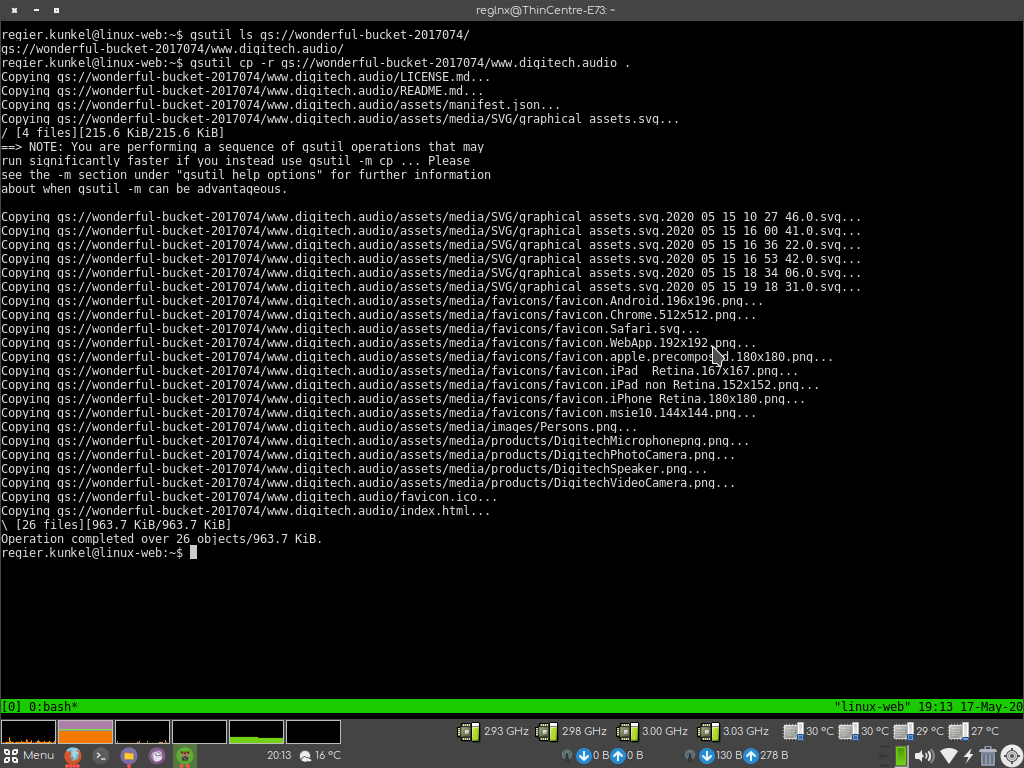 reglnx@ThinCentre-E73: ~
regier.kunkel@linux-web:~$ gsutil ls gs://wonderful-bucket-2017074/
gs://wonderful-bucket-2017074/www.digitech.audio/
regier.kunkel@linux-web:~$ gsutil cp -r gs://wonderful-bucket-2017074/www.digitech.audio .
Copying gs://wonderful-bucket-2017074/www.digitech.audio/LICENSE.md...
Copying gs://wonderful-bucket-2017074/www.digitech.audio/README.md...
Copying gs://wonderful-bucket-2017074/www.digitech.audio/assets/manifest.json...
Copying gs://wonderful-bucket-2017074/www.digitech.audio/assets/media/SVG/graphical assets.svg...
/ [4 files][215.6 KiB/215.6 KiB]
==> NOTE: You are performing a sequence of gsutil operations that may
run significantly faster if you instead use gsutil -m cp ... Please
see the -m section under "gsutil help options" for further information
about when gsutil -m can be advantageous.
Copying gs://wonderful-bucket-2017074/www.digitech.audio/assets/media/SVG/graphical assets.svg.2020 05 15 10 27 46.0.svg...
Copying gs://wonderful-bucket-2017074/www.digitech.audio/assets/media/SVG/graphical assets.svg.2020 05 15 16 00 41.0.svg...
Copying gs://wonderful-bucket-2017074/www.digitech.audio/assets/media/SVG/graphical assets.svg.2020 05 15 16 36 22.0.svg...
Copying gs://wonderful-bucket-2017074/www.digitech.audio/assets/media/SVG/graphical assets.svg.2020 05 15 16 53 42.0.svg...
Copying gs://wonderful-bucket-2017074/www.digitech.audio/assets/media/SVG/graphical assets.svg.2020 05 15 18 34 06.0.svg...
Copying gs://wonderful-bucket-2017074/www.digitech.audio/assets/media/SVG/graphical assets.svg.2020 05 15 19 18 31.0.svg...
Copying gs://wonderful-bucket-2017074/www.digitech.audio/assets/media/favicons/favicon.Android.196x196.png...
Copying gs://wonderful-bucket-2017074/www.digitech.audio/assets/media/favicons/favicon.Chrome.512x512.png...
Copying gs://wonderful-bucket-2017074/www.digitech.audio/assets/media/favicons/favicon.Safari.svg...
Copying gs://wonderful-bucket-2017074/www.digitech.audio/assets/media/favicons/favicon.WebApp.192x192.png...
Copying gs://wonderful-bucket-2017074/www.digitech.audio/assets/media/favicons/favicon.apple.precomposed.180x180.png...
Copying gs://wonderful-bucket-2017074/www.digitech.audio/assets/media/favicons/favicon.iPad  Retina.167x167.png...
Copying gs://wonderful-bucket-2017074/www.digitech.audio/assets/media/favicons/favicon.iPad non Retina.152x152.png...
Copying gs://wonderful-bucket-2017074/www.digitech.audio/assets/media/favicons/favicon.iPhone Retina.180x180.png...
Copying gs://wonderful-bucket-2017074/www.digitech.audio/assets/media/favicons/favicon.msie10.144x144.png...
Copying gs://wonderful-bucket-2017074/www.digitech.audio/assets/media/images/Persons.png...
Copying gs://wonderful-bucket-2017074/www.digitech.audio/assets/media/products/DigitechMicrophonepng.png...
Copying gs://wonderful-bucket-2017074/www.digitech.audio/assets/media/products/DigitechPhotoCamera.png...
Copying gs://wonderful-bucket-2017074/www.digitech.audio/assets/media/products/DigitechSpeaker.png...
Copying gs://wonderful-bucket-2017074/www.digitech.audio/assets/media/products/DigitechVideoCamera.png...
Copying gs://wonderful-bucket-2017074/www.digitech.audio/favicon.ico...
Copying gs://wonderful-bucket-2017074/www.digitech.audio/index.html...
\ [26 files][963.7 KiB/963.7 KiB]
Operation completed over 26 objects/963.7 KiB.
regier.kunkel@linux-web:~$
[0] 0:bash* "linux-web" 19:13 17-May-20
2.93 GHz 2.98 GHz 3.00 GHz 3.03 GHz 30 °C 30 °C 29 °C 27 °C
Menu 20:13 16 °C 0 B 0 B 130 B 278 B